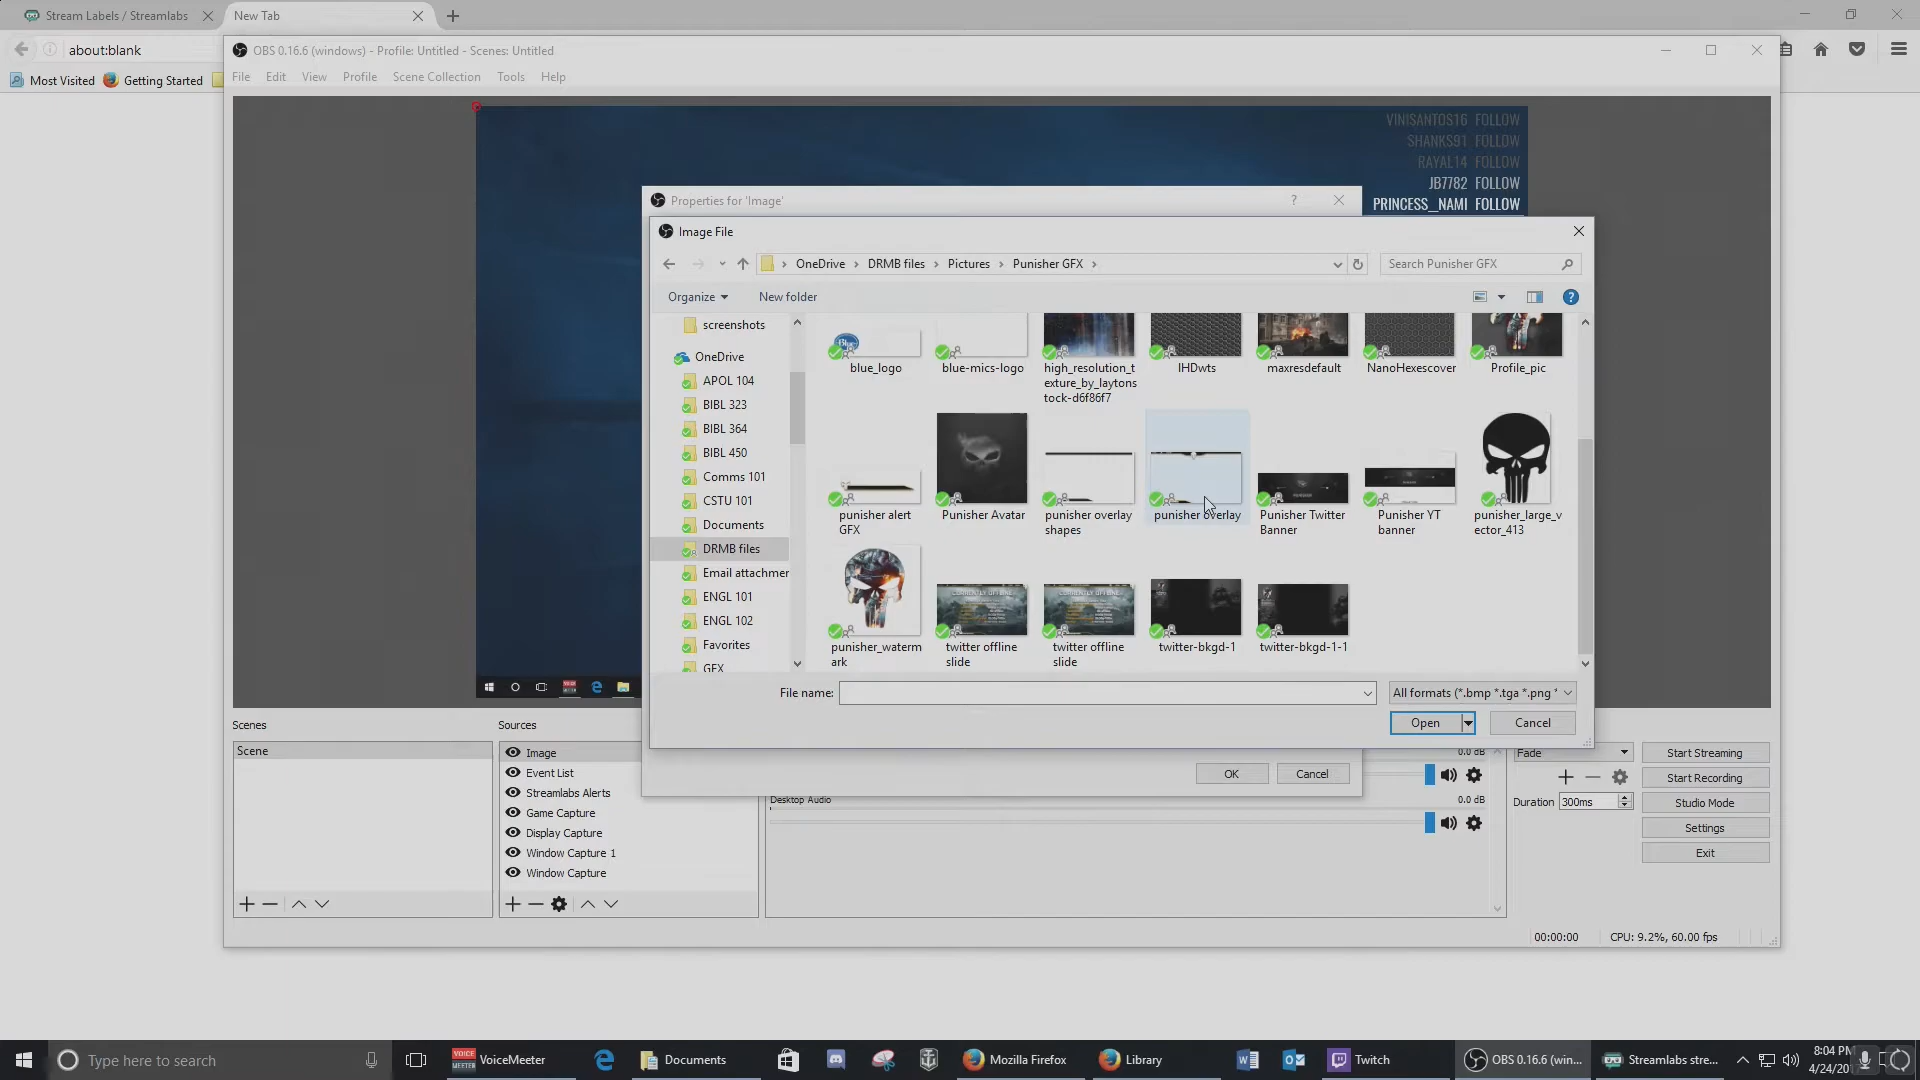 Stream Labels / Streamlabs
New Tab
about:blank
Most Visited
Getting Started
OBS 0.16.6 (windows) - Profile: Untitled - Scenes: Untitled
File Edit View Profile Scene Collection Tools Help
VINISANTOS16 FOLLOW
SHANKS91 FOLLOW
RAYAL14 FOLLOW
JB7782 FOLLOW
PRINCESS_NAMI FOLLOW
Properties for 'Image'
Image File
OneDrive > DRMB files > Pictures > Punisher GFX >
Search Punisher GFX
Organize
New folder
screenshots
OneDrive
APOL 104
BIBL 323
BIBL 364
BIBL 450
Comms 101
CSTU 101
Documents
DRMB files
Email attachmen
ENGL 101
ENGL 102
Favorites
GFX
blue_logo
blue-mics-logo
high_resolution_t
exture_by_laytons
tock-d6f86f7
IHDwts
maxresdefault
NanoHexescover
Profile_pic
punisher alert
GFX
Punisher Avatar
punisher overlay
shapes
punisher overlay
Punisher Twitter
Banner
Punisher YT
banner
punisher_large_v
ector_413
punisher_waterm
ark
twitter offline
slide
twitter offline
slide
twitter-bkgd-1
twitter-bkgd-1-1
File name:
All formats (*.bmp *.tga *.png *
Open
Cancel
OK
Cancel
Scenes
Scene
Sources
Image
Event List
Streamlabs Alerts
Game Capture
Display Capture
Window Capture 1
Window Capture
0.0 dB
Desktop Audio
0.0 dB
Fade
Duration 300ms
Start Streaming
Start Recording
Studio Mode
Settings
Exit
00:00:00
CPU: 9.2%, 60.00 fps
Type here to search
VOICE
MEETER
VoiceMeeter
Documents
Mozilla Firefox
Library
Twitch
OBS 0.16.6 (win...
Streamlabs stre...
8:04 PM
4/24/20